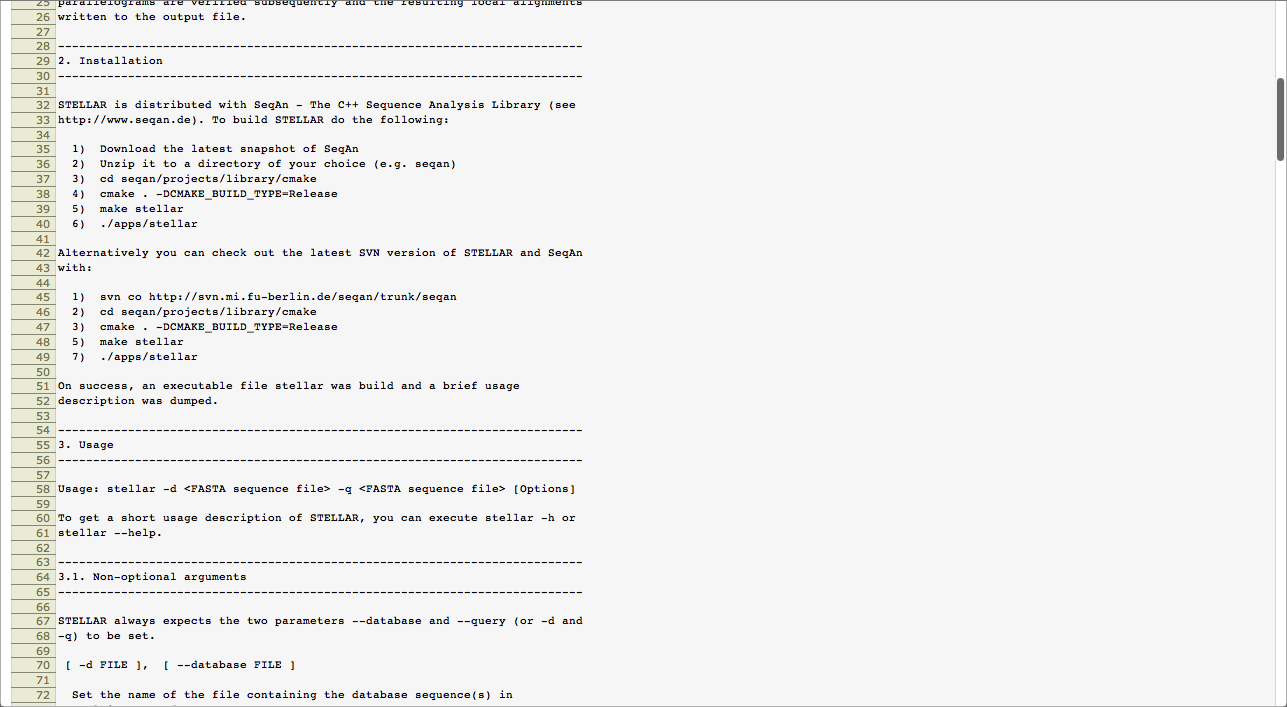 25 parallelograms are verified subsequently and the resulting local alignments
26 written to the output file.
27
28 ---------------------------------------------------------------------------
29 2. Installation
30 ---------------------------------------------------------------------------
31
32 STELLAR is distributed with SeqAn - The C++ Sequence Analysis Library (see
33 http://www.seqan.de). To build STELLAR do the following:
34
35   1)  Download the latest snapshot of SeqAn
36   2)  Unzip it to a directory of your choice (e.g. seqan)
37   3)  cd seqan/projects/library/cmake
38   4)  cmake . -DCMAKE_BUILD_TYPE=Release
39   5)  make stellar
40   6)  ./apps/stellar
41
42 Alternatively you can check out the latest SVN version of STELLAR and SeqAn
43 with:
44
45   1)  svn co http://svn.mi.fu-berlin.de/seqan/trunk/seqan
46   2)  cd seqan/projects/library/cmake
47   3)  cmake . -DCMAKE_BUILD_TYPE=Release
48   5)  make stellar
49   7)  ./apps/stellar
50
51 On success, an executable file stellar was build and a brief usage
52 description was dumped.
53
54 ---------------------------------------------------------------------------
55 3. Usage
56 ---------------------------------------------------------------------------
57
58 Usage: stellar -d <FASTA sequence file> -q <FASTA sequence file> [Options]
59
60 To get a short usage description of STELLAR, you can execute stellar -h or
61 stellar --help.
62
63 ---------------------------------------------------------------------------
64 3.1. Non-optional arguments
65 ---------------------------------------------------------------------------
66
67 STELLAR always expects the two parameters --database and --query (or -d and
68 -q) to be set.
69
70  [ -d FILE ],  [ --database FILE ]
71
72   Set the name of the file containing the database sequence(s) in